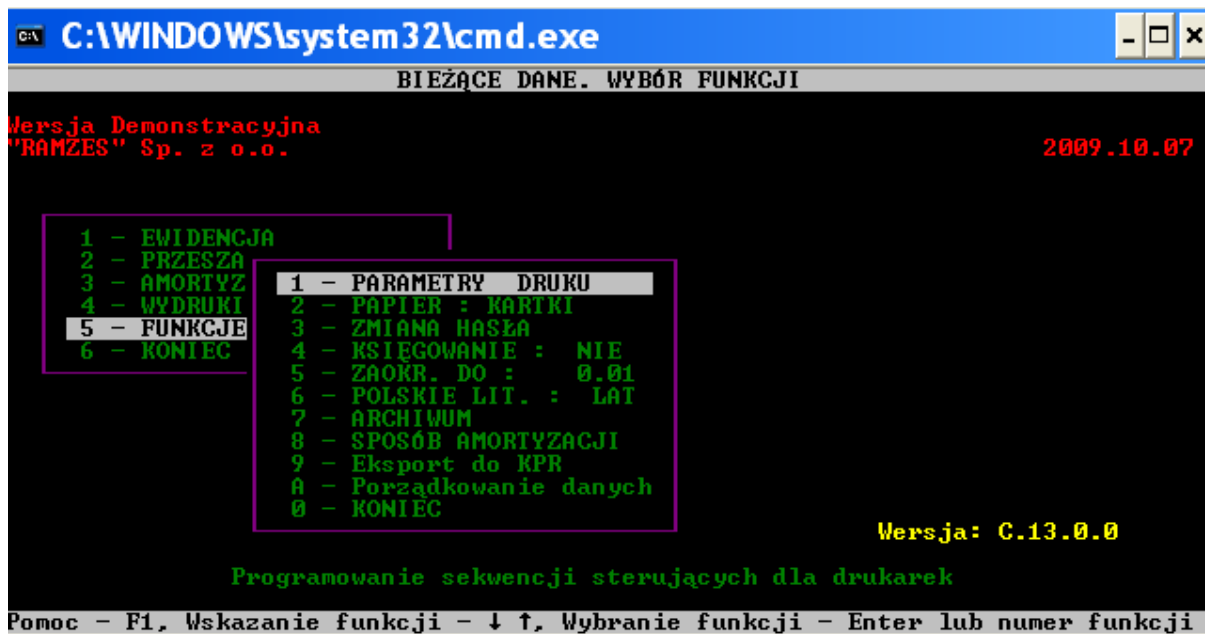 C:\WINDOWS\system32\cmd.exe
BIEŻĄCE DANE. WYBÓR FUNKCJI
Wersja Demonstracyjna
"RAMZES" Sp. z o.o. 2009.10.07
1 - EWIDENCJA
2 - PRZESZA
3 - AMORTYZ
4 - WYDRUKI
5 - FUNKCJE
6 - KONIEC
1 - PARAMETRY DRUKU
2 - PAPIER : KARTKI
3 - ZMIANA HASŁA
4 - KSIĘGOWANIE : NIE
5 - ZAOKR. DO : 0.01
6 - POLSKIE LIT. : LAT
7 - ARCHIWUM
8 - SPOSÓB AMORTYZACJI
9 - Eksport do KPR
A - Porządkowanie danych
0 - KONIEC
Wersja: C.13.0.0
Programowanie sekwencji sterujących dla drukarek
Pomoc - F1, Wskazanie funkcji - ↓ ↑, Wybranie funkcji - Enter lub numer funkcji